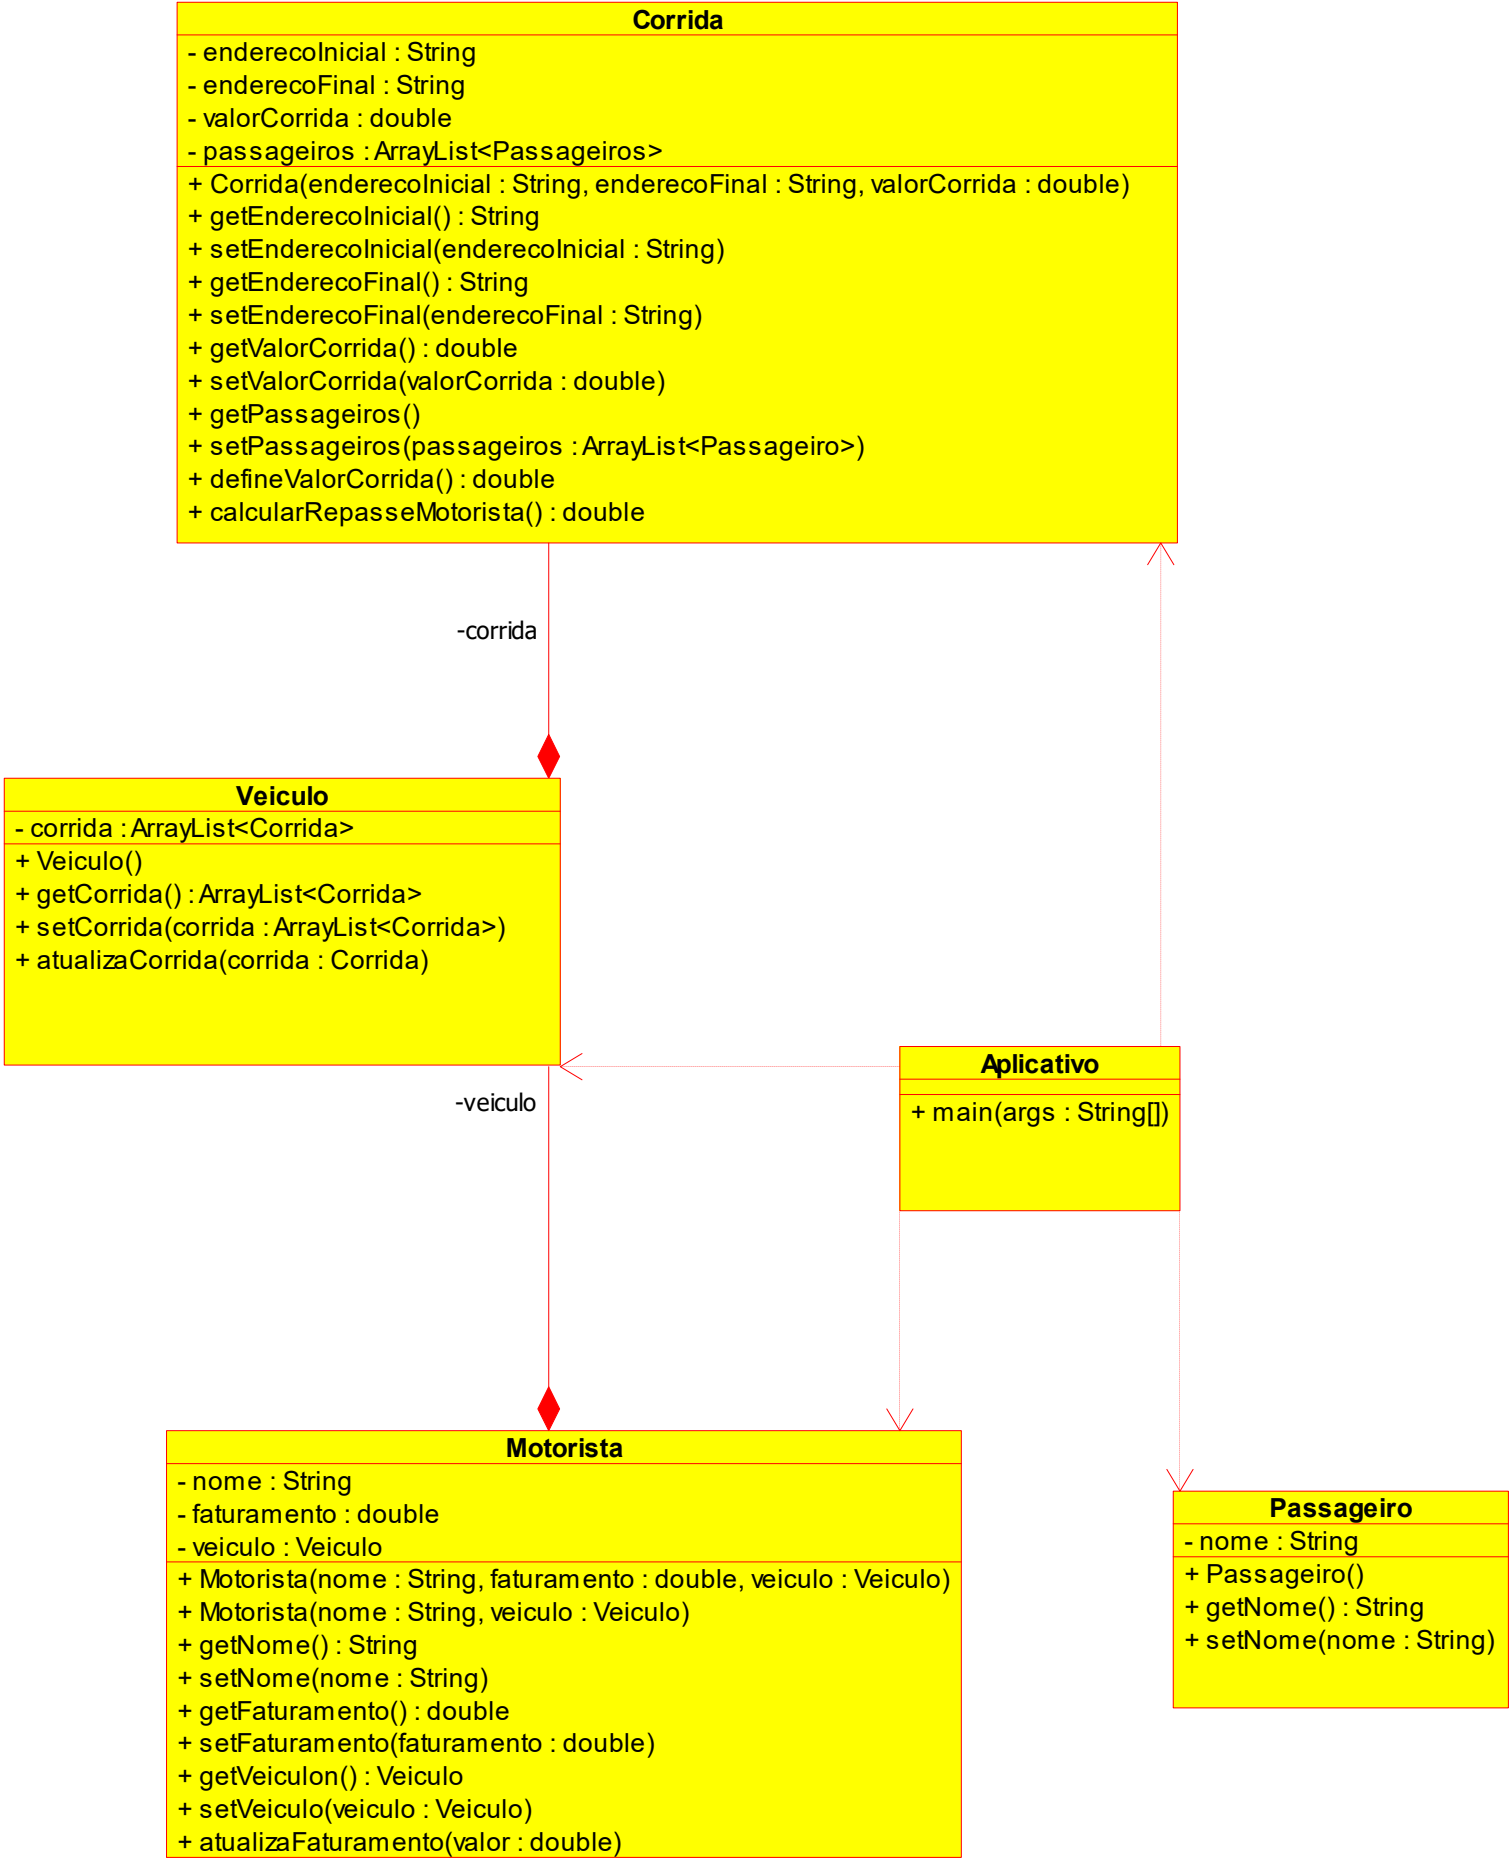 Corrida
- enderecoInicial : String
- enderecoFinal : String
- valorCorrida : double
- passageiros : ArrayList<Passageiros>
+ Corrida(enderecoInicial : String, enderecoFinal : String, valorCorrida : double)
+ getEnderecoInicial() : String
+ setEnderecoInicial(enderecoInicial : String)
+ getEnderecoFinal() : String
+ setEnderecoFinal(enderecoFinal : String)
+ getValorCorrida() : double
+ setValorCorrida(valorCorrida : double)
+ getPassageiros()
+ setPassageiros(passageiros : ArrayList<Passageiro>)
+ defineValorCorrida() : double
+ calcularRepasseMotorista() : double
-corrida
Veiculo
- corrida : ArrayList<Corrida>
+ Veiculo()
+ getCorrida() : ArrayList<Corrida>
+ setCorrida(corrida : ArrayList<Corrida>)
+ atualizaCorrida(corrida : Corrida)
Aplicativo
+ main(args : String[])
-veiculo
Motorista
- nome : String
- faturamento : double
- veiculo : Veiculo
+ Motorista(nome : String, faturamento : double, veiculo : Veiculo)
+ Motorista(nome : String, veiculo : Veiculo)
+ getNome() : String
+ setNome(nome : String)
+ getFaturamento() : double
+ setFaturamento(faturamento : double)
+ getVeiculon() : Veiculo
+ setVeiculo(veiculo : Veiculo)
+ atualizaFaturamento(valor : double)
Passageiro
- nome : String
+ Passageiro()
+ getNome() : String
+ setNome(nome : String)